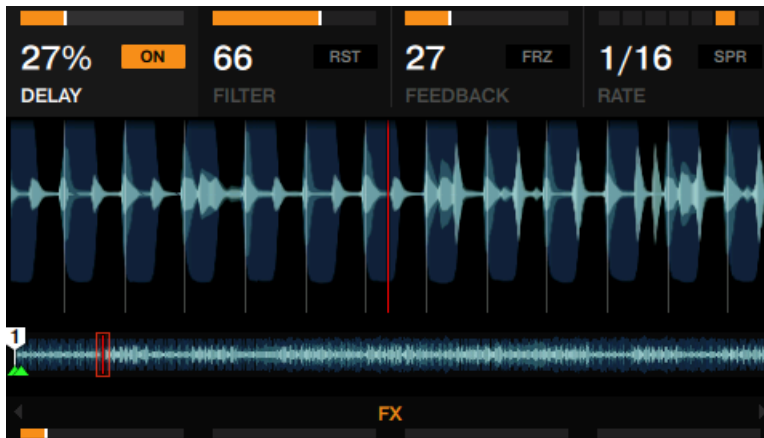 27% ON 66 RST 27 FRZ 1/16 SPR
DELAY FILTER FEEDBACK RATE
1
FX